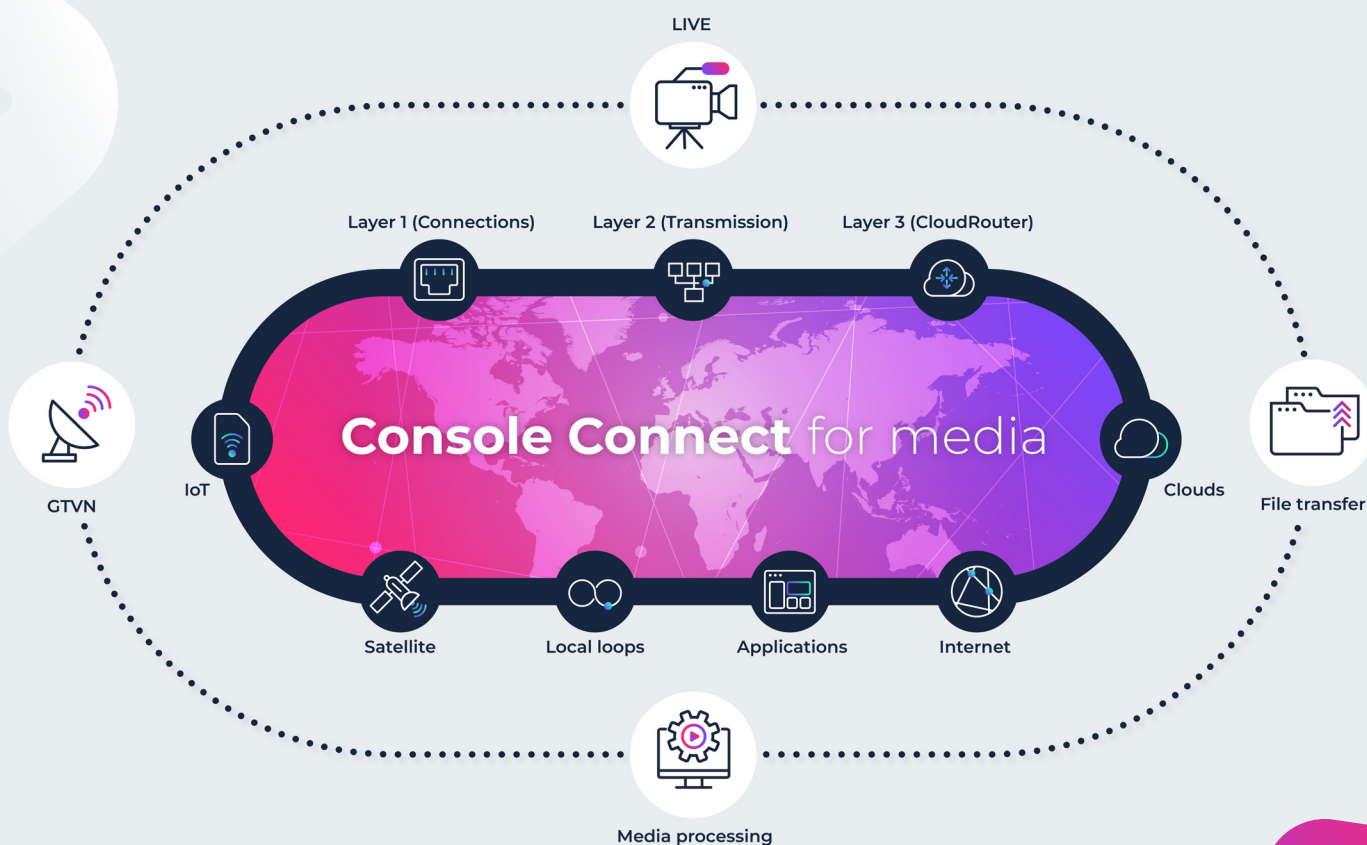 LIVE
Layer 1 (Connections)
Layer 2 (Transmission)
Layer 3 (CloudRouter)
Console Connect for media
IoT
Clouds
GTVN
File transfer
Satellite
Local loops
Applications
Internet
Media processing